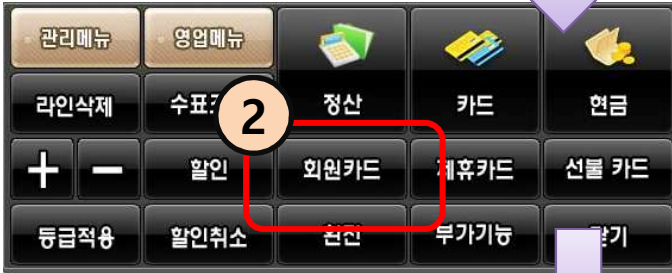 관리메뉴 영업메뉴
라인삭제 정산 카드 현금
2
+ - 할인 회원카드 제휴카드 선불 카드
등급적용 할인취소 환전 부가기능